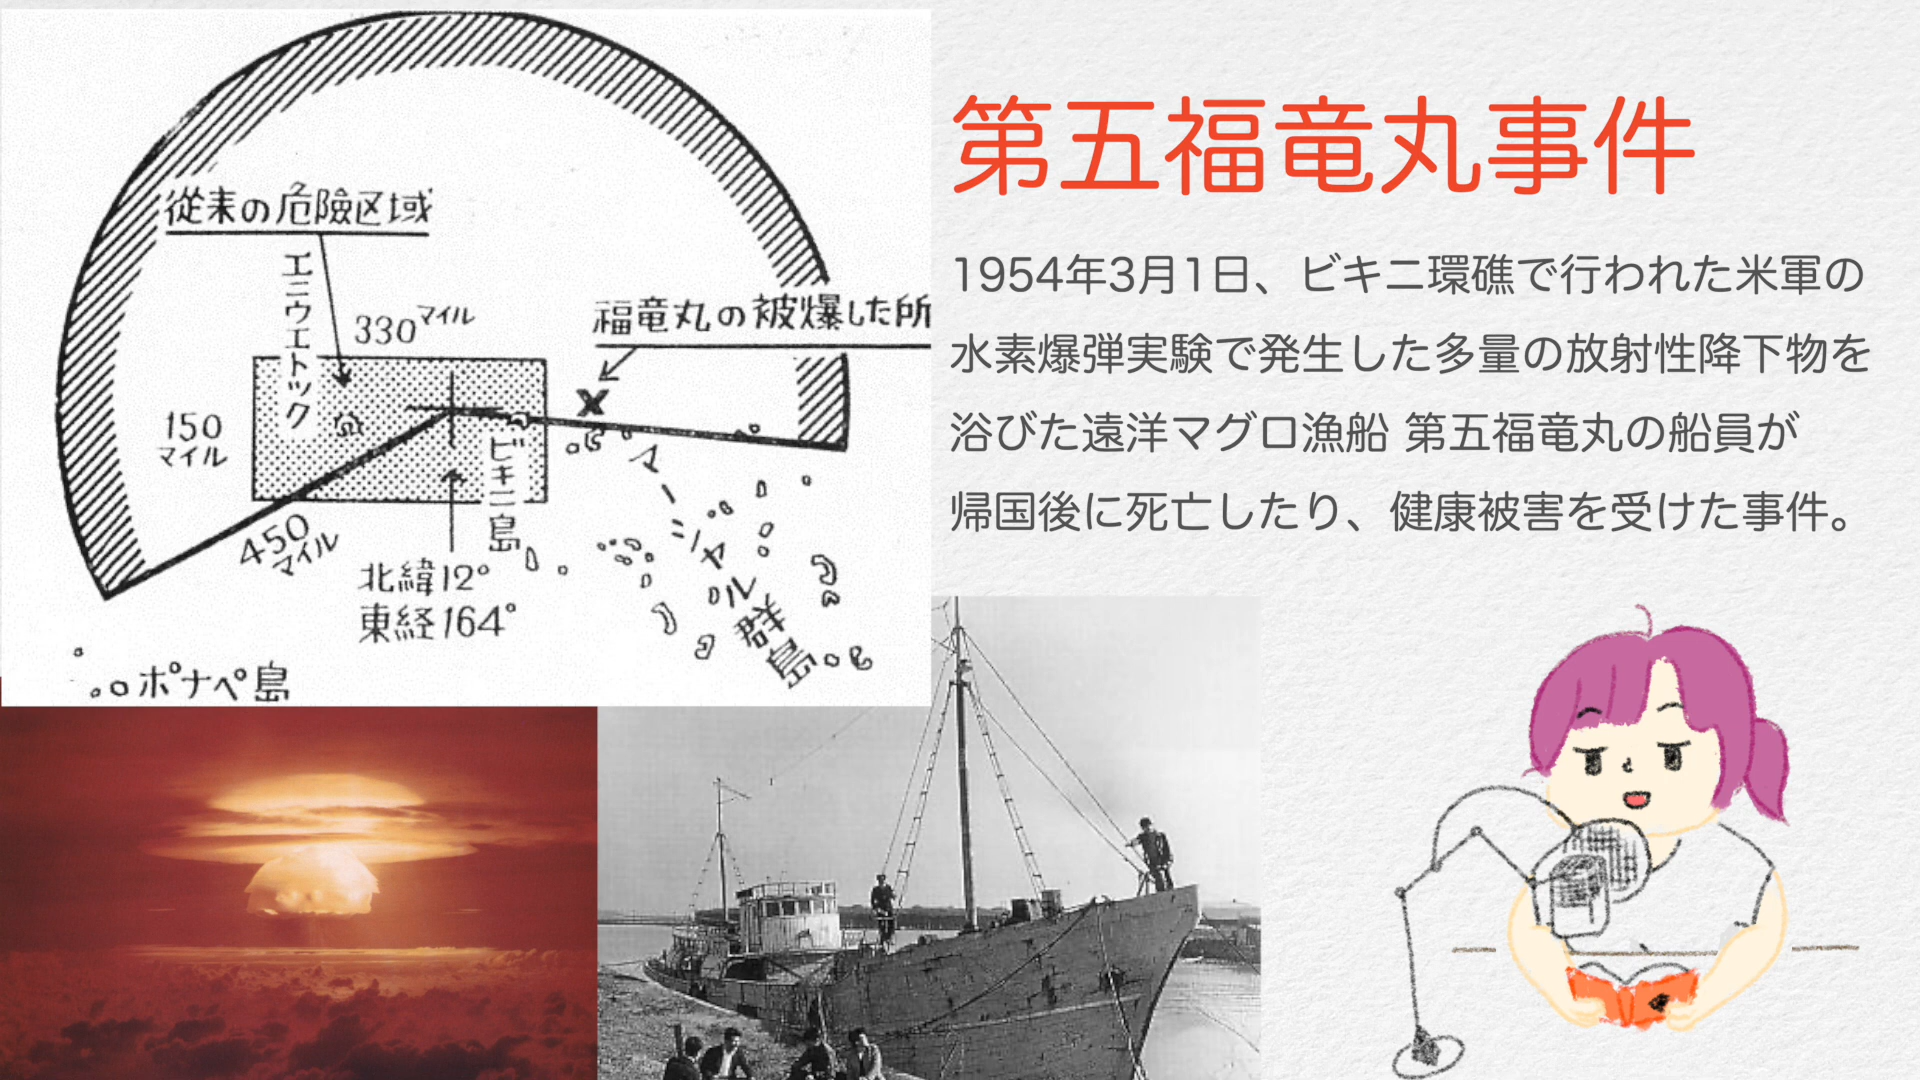 従来の危険区域
エニウエトック
330マイル
福竜丸の被爆した所
150
マイル
ビキニ島
450
マイル
マーシャル群島
北緯12°
東経164°
ポナペ島
第五福竜丸事件
1954年3月1日、ビキニ環礁で行われた米軍の
水素爆弾実験で発生した多量の放射性降下物を
浴びた遠洋マグロ漁船 第五福竜丸の船員が
帰国後に死亡したり、健康被害を受けた事件。